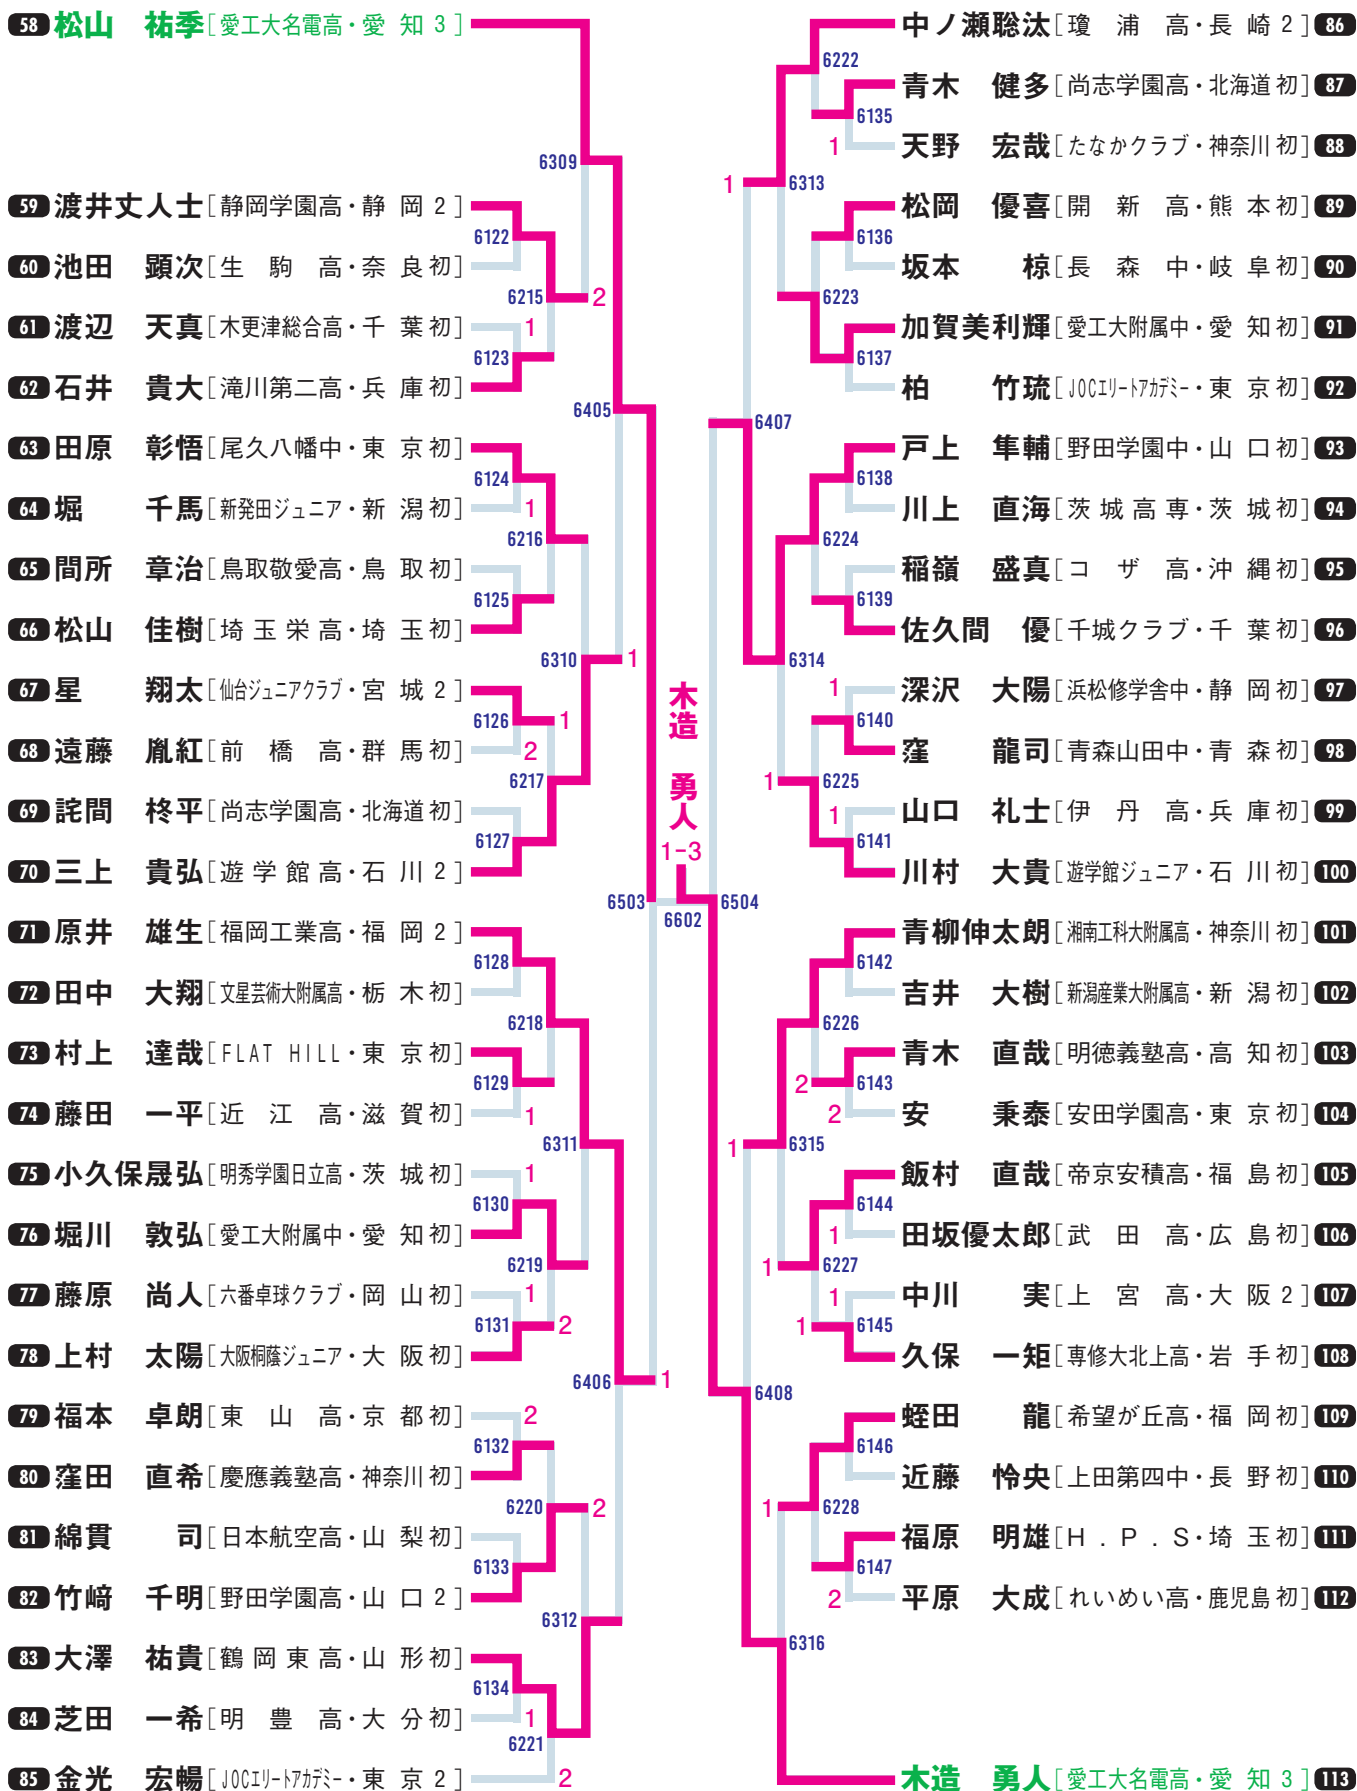 58 松山 祐季［愛工大名電高・愛 知 3］
6309
59 渡井丈人士［静岡学園高・静 岡 2］
6122
60 池田 顕次［生 駒 高・奈 良 初］
6215 2
61 渡辺 天真［木更津総合高・千 葉 初］ 1
6123
62 石井 貴大［滝川第二高・兵 庫 初］
6405
63 田原 彰悟［尾久八幡中・東 京 初］
6124
64 堀 千馬［新発田ジュニア・新 潟 初］ 1
6216
65 間所 章治［鳥取敬愛高・鳥 取 初］
6125
66 松山 佳樹［埼玉栄高・埼 玉 初］
6310 1
67 星 翔太［仙台ジュニアクラブ・宮 城 2］
6126 1
68 遠藤 胤紅［前 橋 高・群 馬 初］ 2
6217
69 詫間 柊平［尚志学園高・北海道 初］
6127
70 三上 貴弘［遊学館高・石 川 2］
6503
71 原井 雄生［福岡工業高・福 岡 2］
6128
72 田中 大翔［文星芸術大附属高・栃 木 初］
6218
73 村上 達哉［FLAT HILL・東 京 初］
6129
74 藤田 一平［近 江 高・滋 賀 初］ 1
6311
75 小久保晟弘［明秀学園日立高・茨 城 初］ 1
6130
76 堀川 敦弘［愛工大附属中・愛 知 初］
6219
77 藤原 尚人［六番卓球クラブ・岡 山 初］ 1
6131 2
78 上村 太陽［大阪桐蔭ジュニア・大 阪 初］
6406 1
79 福本 卓朗［東 山 高・京 都 初］ 2
6132
80 窪田 直希［慶應義塾高・神奈川 初］
6220 2
81 綿貫 司［日本航空高・山 梨 初］
6133
82 竹﨑 千明［野田学園高・山 口 2］
6312
83 大澤 祐貴［鶴岡東高・山 形 初］
6134
84 芝田 一希［明 豊 高・大 分 初］ 1
6221
85 金光 宏暢［JOCエリートアカデミー・東 京 2］ 2
木造 勇人
1-3
6602
中ノ瀬聡汰［瓊 浦 高・長 崎 2］86
6222
青木 健多［尚志学園高・北海道 初］87
6135
1 天野 宏哉［たなかクラブ・神奈川 初］88
1 6313
松岡 優喜［開 新 高・熊 本 初］89
6136
坂本 椋［長 森 中・岐 阜 初］90
6223
加賀美利輝［愛工大附属中・愛 知 初］91
6137
柏 竹琉［JOCエリートアカデミー・東 京 初］92
6407
戸上 隼輔［野田学園中・山 口 初］93
6138
川上 直海［茨城高専・茨 城 初］94
6224
稲嶺 盛真［コ ザ 高・沖 縄 初］95
6139
佐久間 優［千城クラブ・千 葉 初］96
6314
1 深沢 大陽［浜松修学舎中・静 岡 初］97
6140
窪 龍司［青森山田中・青 森 初］98
1 6225
1 山口 礼士［伊 丹 高・兵 庫 初］99
6141
川村 大貴［遊学館ジュニア・石 川 初］100
6504
青柳伸太朗［湘南工科大附属高・神奈川 初］101
6142
吉井 大樹［新潟産業大附属高・新 潟 初］102
6226
青木 直哉［明徳義塾高・高 知 初］103
2 6143
2 安 秉泰［安田学園高・東 京 初］104
1 6315
飯村 直哉［帝京安積高・福 島 初］105
6144
1 田坂優太郎［武 田 高・広 島 初］106
1 6227
1 中川 実［上 宮 高・大 阪 2］107
1 6145
久保 一矩［専修大北上高・岩 手 初］108
6408
蛭田 龍［希望が丘高・福 岡 初］109
6146
近藤 怜央［上田第四中・長 野 初］110
1 6228
福原 明雄［H．P．S・埼 玉 初］111
6147
2 平原 大成［れいめい高・鹿児島 初］112
6316
木造 勇人［愛工大名電高・愛 知 3］113